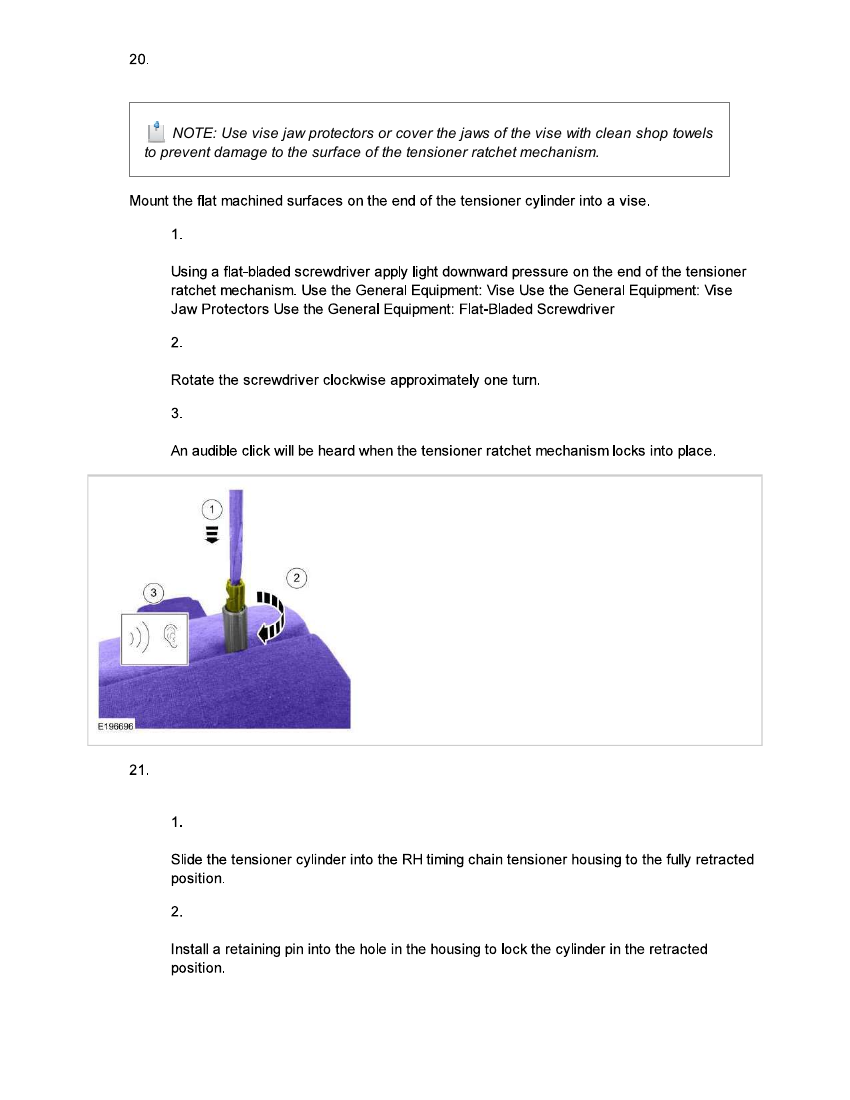 20.
NOTE: Use vise jaw protectors or cover the jaws of the vise with clean shop towels
to prevent damage to the surface of the tensioner ratchet mechanism.
Mount the flat machined surfaces on the end of the tensioner cylinder into a vise.
1.
Using a flat-bladed screwdriver apply light downward pressure on the end of the tensioner
ratchet mechanism. Use the General Equipment: Vise Use the General Equipment: Vise
Jaw Protectors Use the General Equipment: Flat-Bladed Screwdriver
2.
Rotate the screwdriver clockwise approximately one turn.
3.
An audible click will be heard when the tensioner ratchet mechanism locks into place.
1
2
3
E196696
21.
1.
Slide the tensioner cylinder into the RH timing chain tensioner housing to the fully retracted
position.
2.
Install a retaining pin into the hole in the housing to lock the cylinder in the retracted
position.